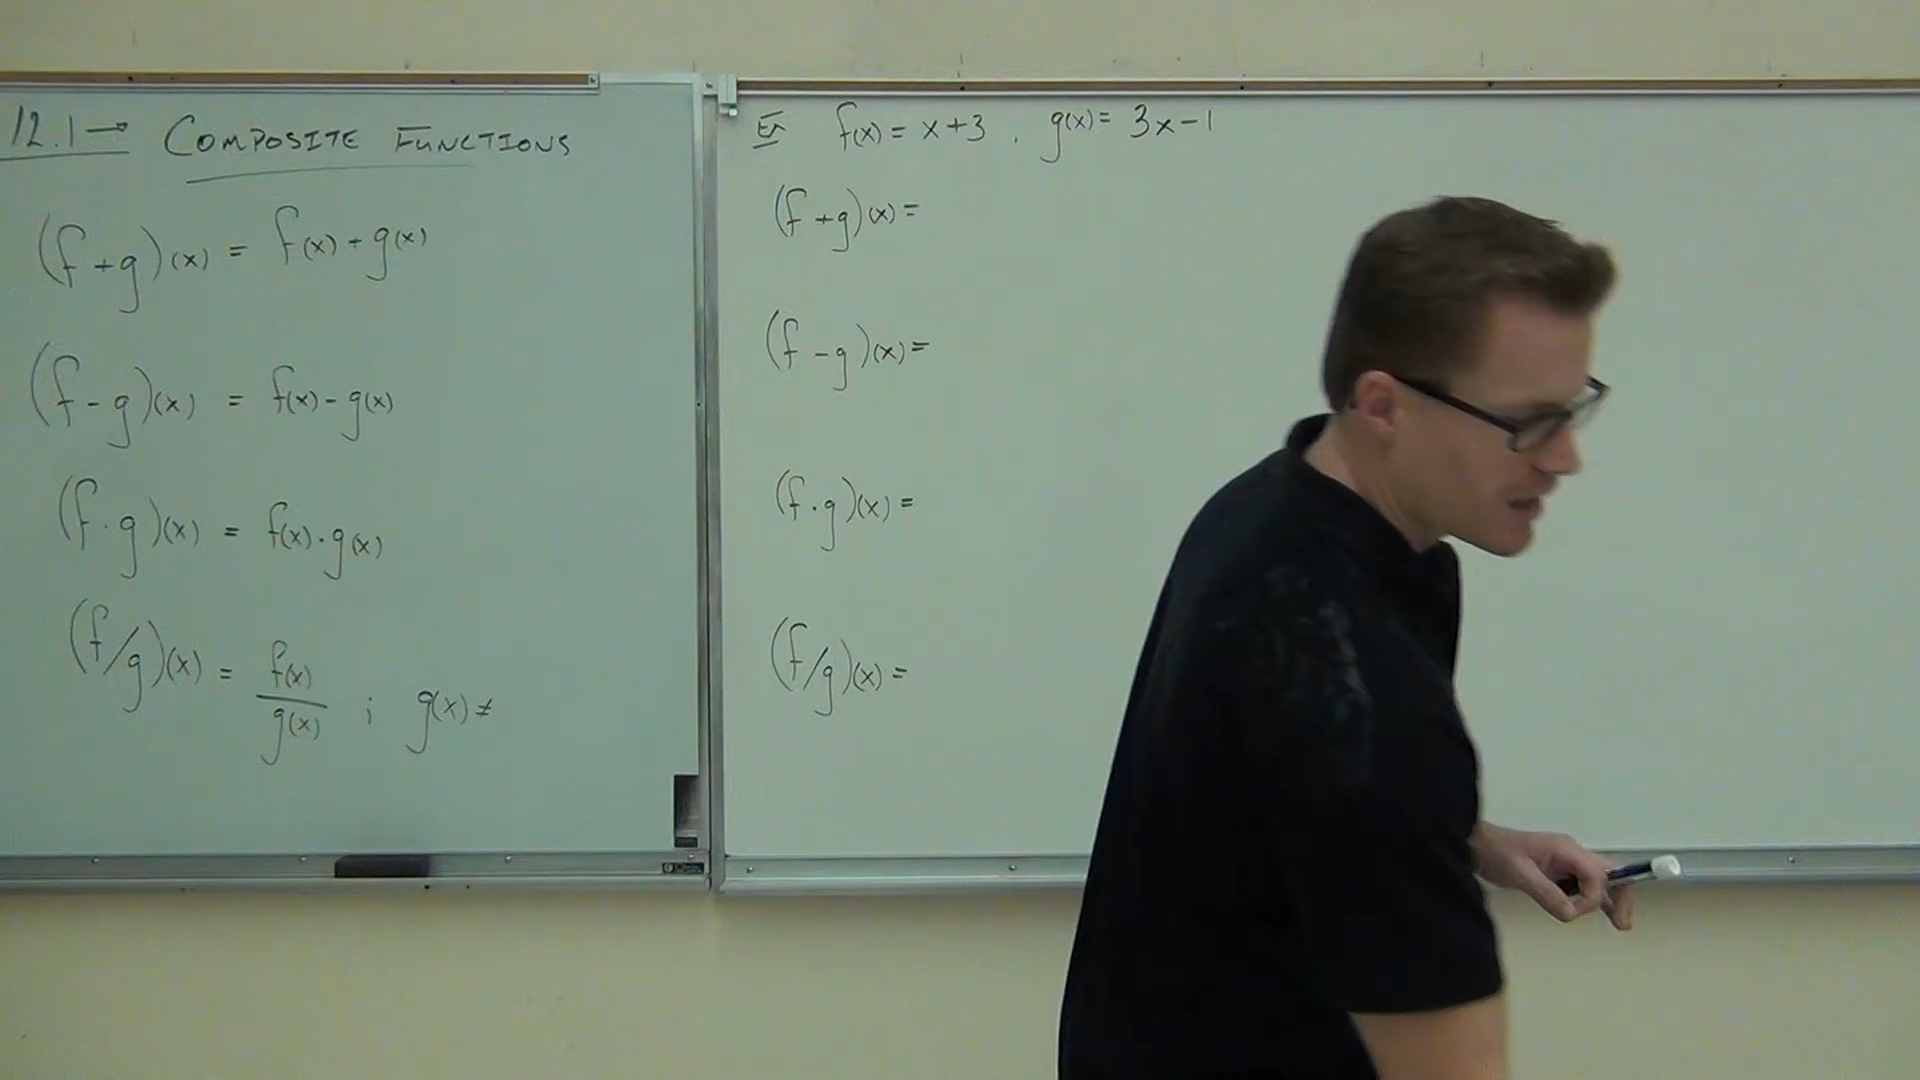 12.1 → COMPOSITE FUNCTIONS
(f+g)(x) = f(x) + g(x)
(f-g)(x) = f(x) - g(x)
(f·g)(x) = f(x)·g(x)
(f/g)(x) = f(x)/g(x) ; g(x) ≠
Ex f(x) = x+3 . g(x) = 3x-1
(f+g)(x) =
(f-g)(x) =
(f·g)(x) =
(f/g)(x) =